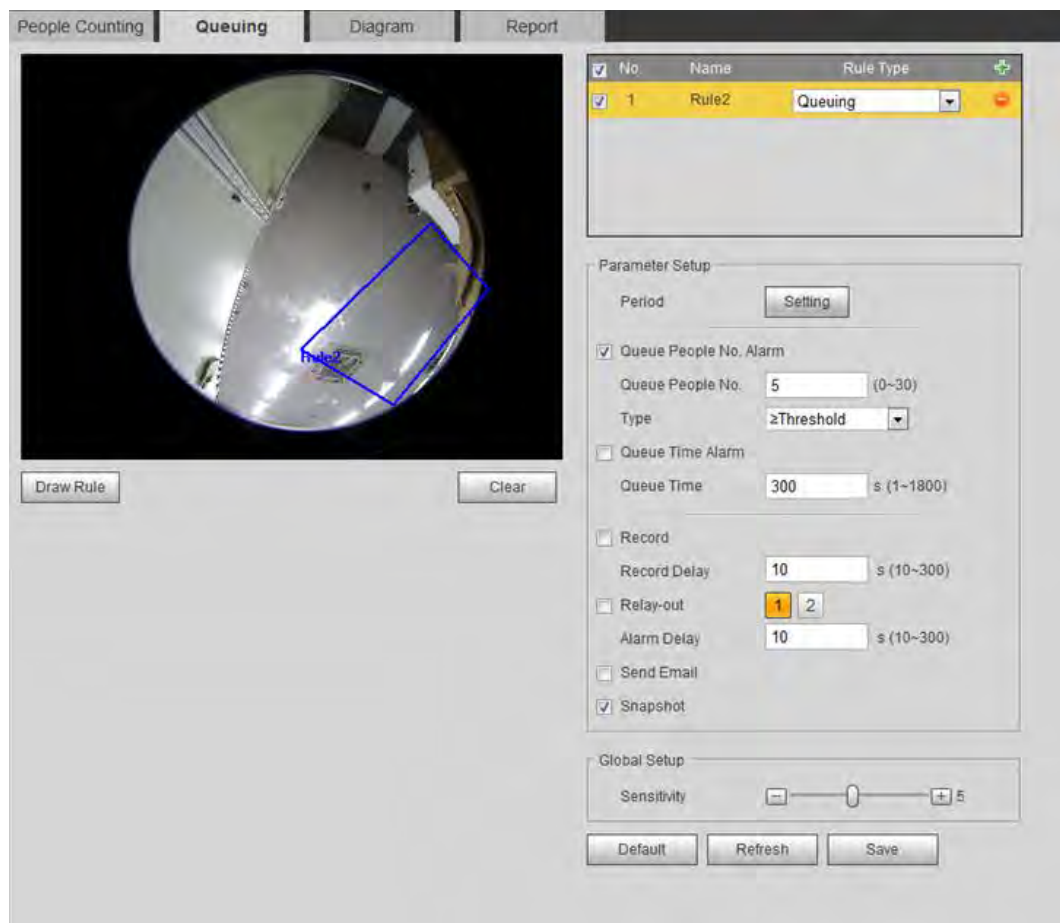 People Counting Queuing Diagram Report
No Name Rule Type
1 Rule2 Queuing
Rule2
Draw Rule Clear
Parameter Setup
Period Setting
Queue People No. Alarm
Queue People No. 5 (0~30)
Type ≥Threshold
Queue Time Alarm
Queue Time 300 s (1~1800)
Record
Record Delay 10 s (10~300)
Relay-out 1 2
Alarm Delay 10 s (10~300)
Send Email
Snapshot
Global Setup
Sensitivity 5
Default Refresh Save